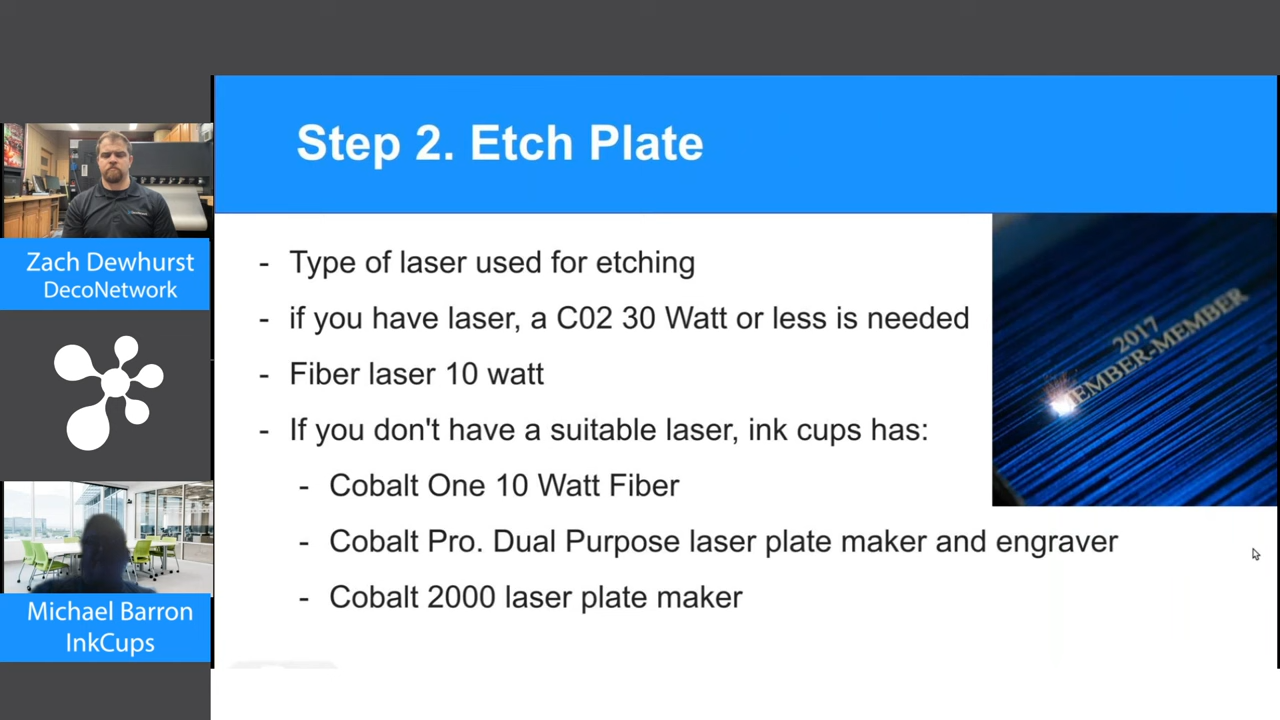 Step 2. Etch Plate
- Type of laser used for etching
- if you have laser, a C02 30 Watt or less is needed
- Fiber laser 10 watt
- If you don't have a suitable laser, ink cups has:
- Cobalt One 10 Watt Fiber
- Cobalt Pro. Dual Purpose laser plate maker and engraver
- Cobalt 2000 laser plate maker
2017
EMBER-MEMBER
Zach Dewhurst
DecoNetwork
Michael Barron
InkCups